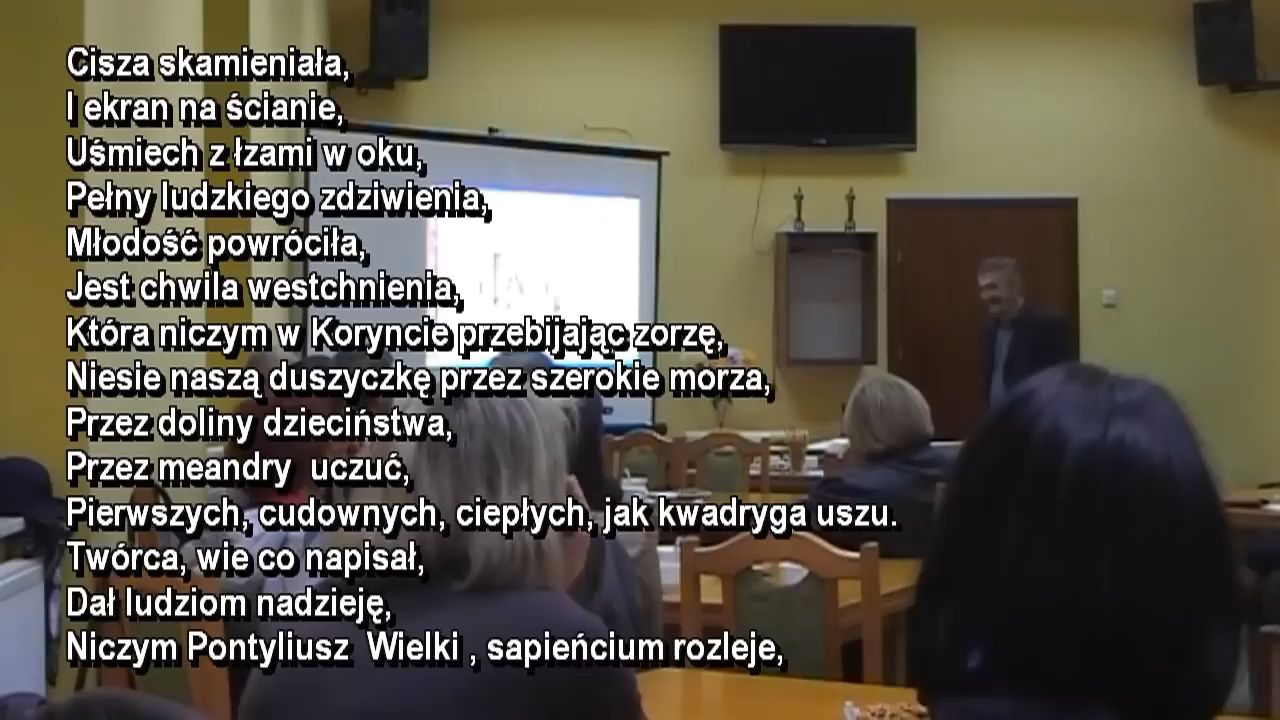 Cisza skamieniała,
I ekran na ścianie,
Uśmiech z łzami w oku,
Pełny ludzkiego zdziwienia,
Młodość powróciła,
Jest chwila westchnienia,
Która niczym w Koryncie przebijając zorzę,
Niesie naszą duszyczkę przez szerokie morza,
Przez doliny dzieciństwa,
Przez meandry uczuć,
Pierwszych, cudownych, ciepłych, jak kwadryga uszu.
Twórca, wie co napisał,
Dał ludziom nadzieję,
Niczym Pontyliusz Wielki , sapieńcium rozleje,